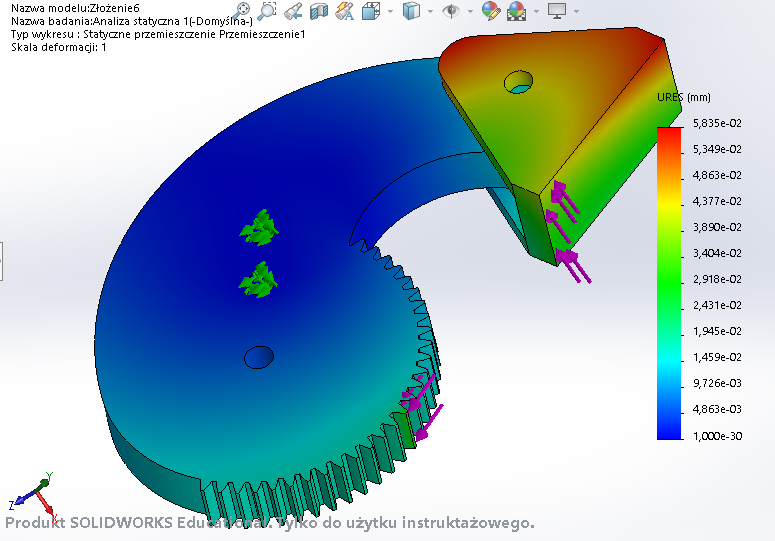 Nazwa modelu:Złożenie6
Nazwa badania:Analiza statyczna 1(-Domyślna-)
Typ wykresu : Statyczne przemieszczenie Przemieszczenie1
Skala deformacji: 1
URES (mm)
5,835e-02
5,349e-02
4,863e-02
4,377e-02
3,890e-02
3,404e-02
2,918e-02
2,431e-02
1,945e-02
1,459e-02
9,726e-03
4,863e-03
1,000e-30
Y
Z
X
Produkt SOLIDWORKS Educational. Tylko do użytku instruktażowego.